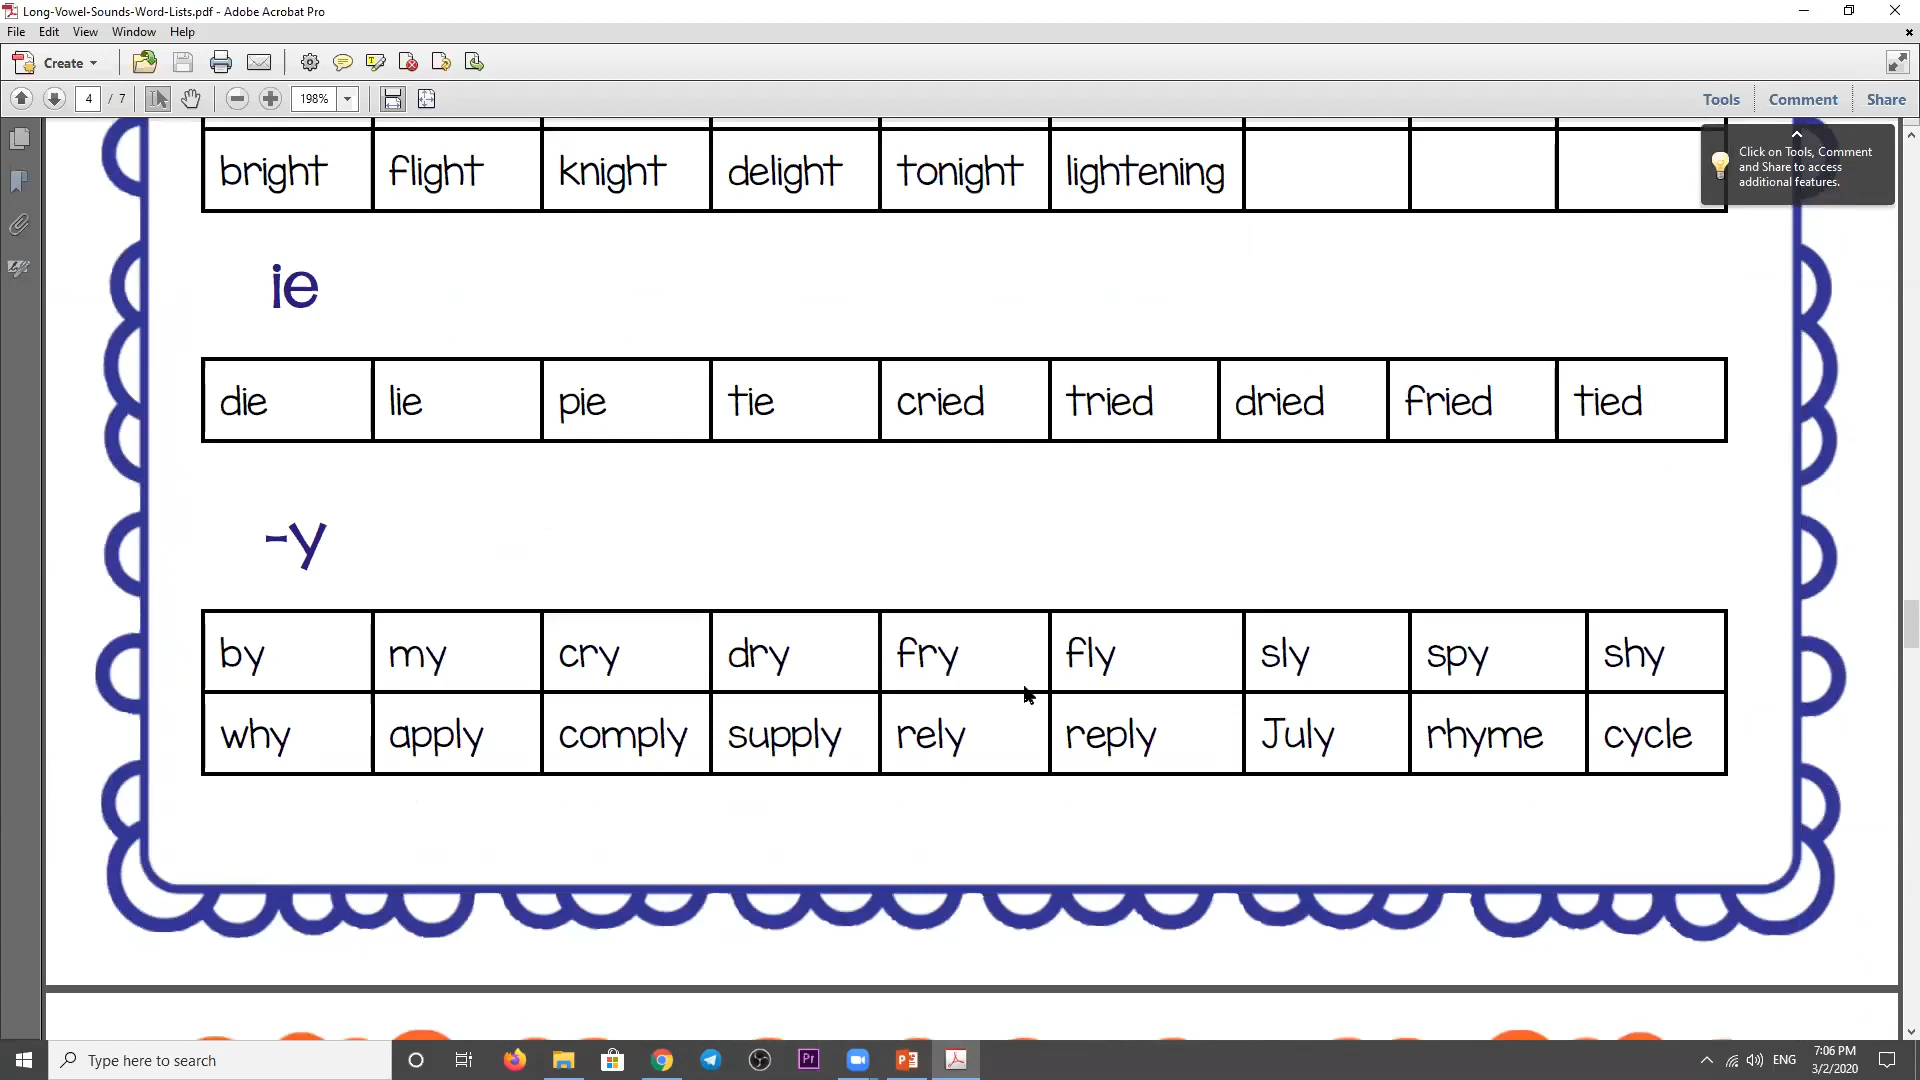 Long-Vowel-Sounds-Word-Lists.pdf - Adobe Acrobat Pro
File Edit View Window Help
Create
4 / 7 198% Tools Comment Share
Click on Tools, Comment
and Share to access
additional features.
bright flight knight delight tonight lightening
ie
die lie pie tie cried tried dried fried tied
-y
by my cry dry fry fly sly spy shy
why apply comply supply rely reply July rhyme cycle
Type here to search
Pr
ENG
7:06 PM
3/2/2020